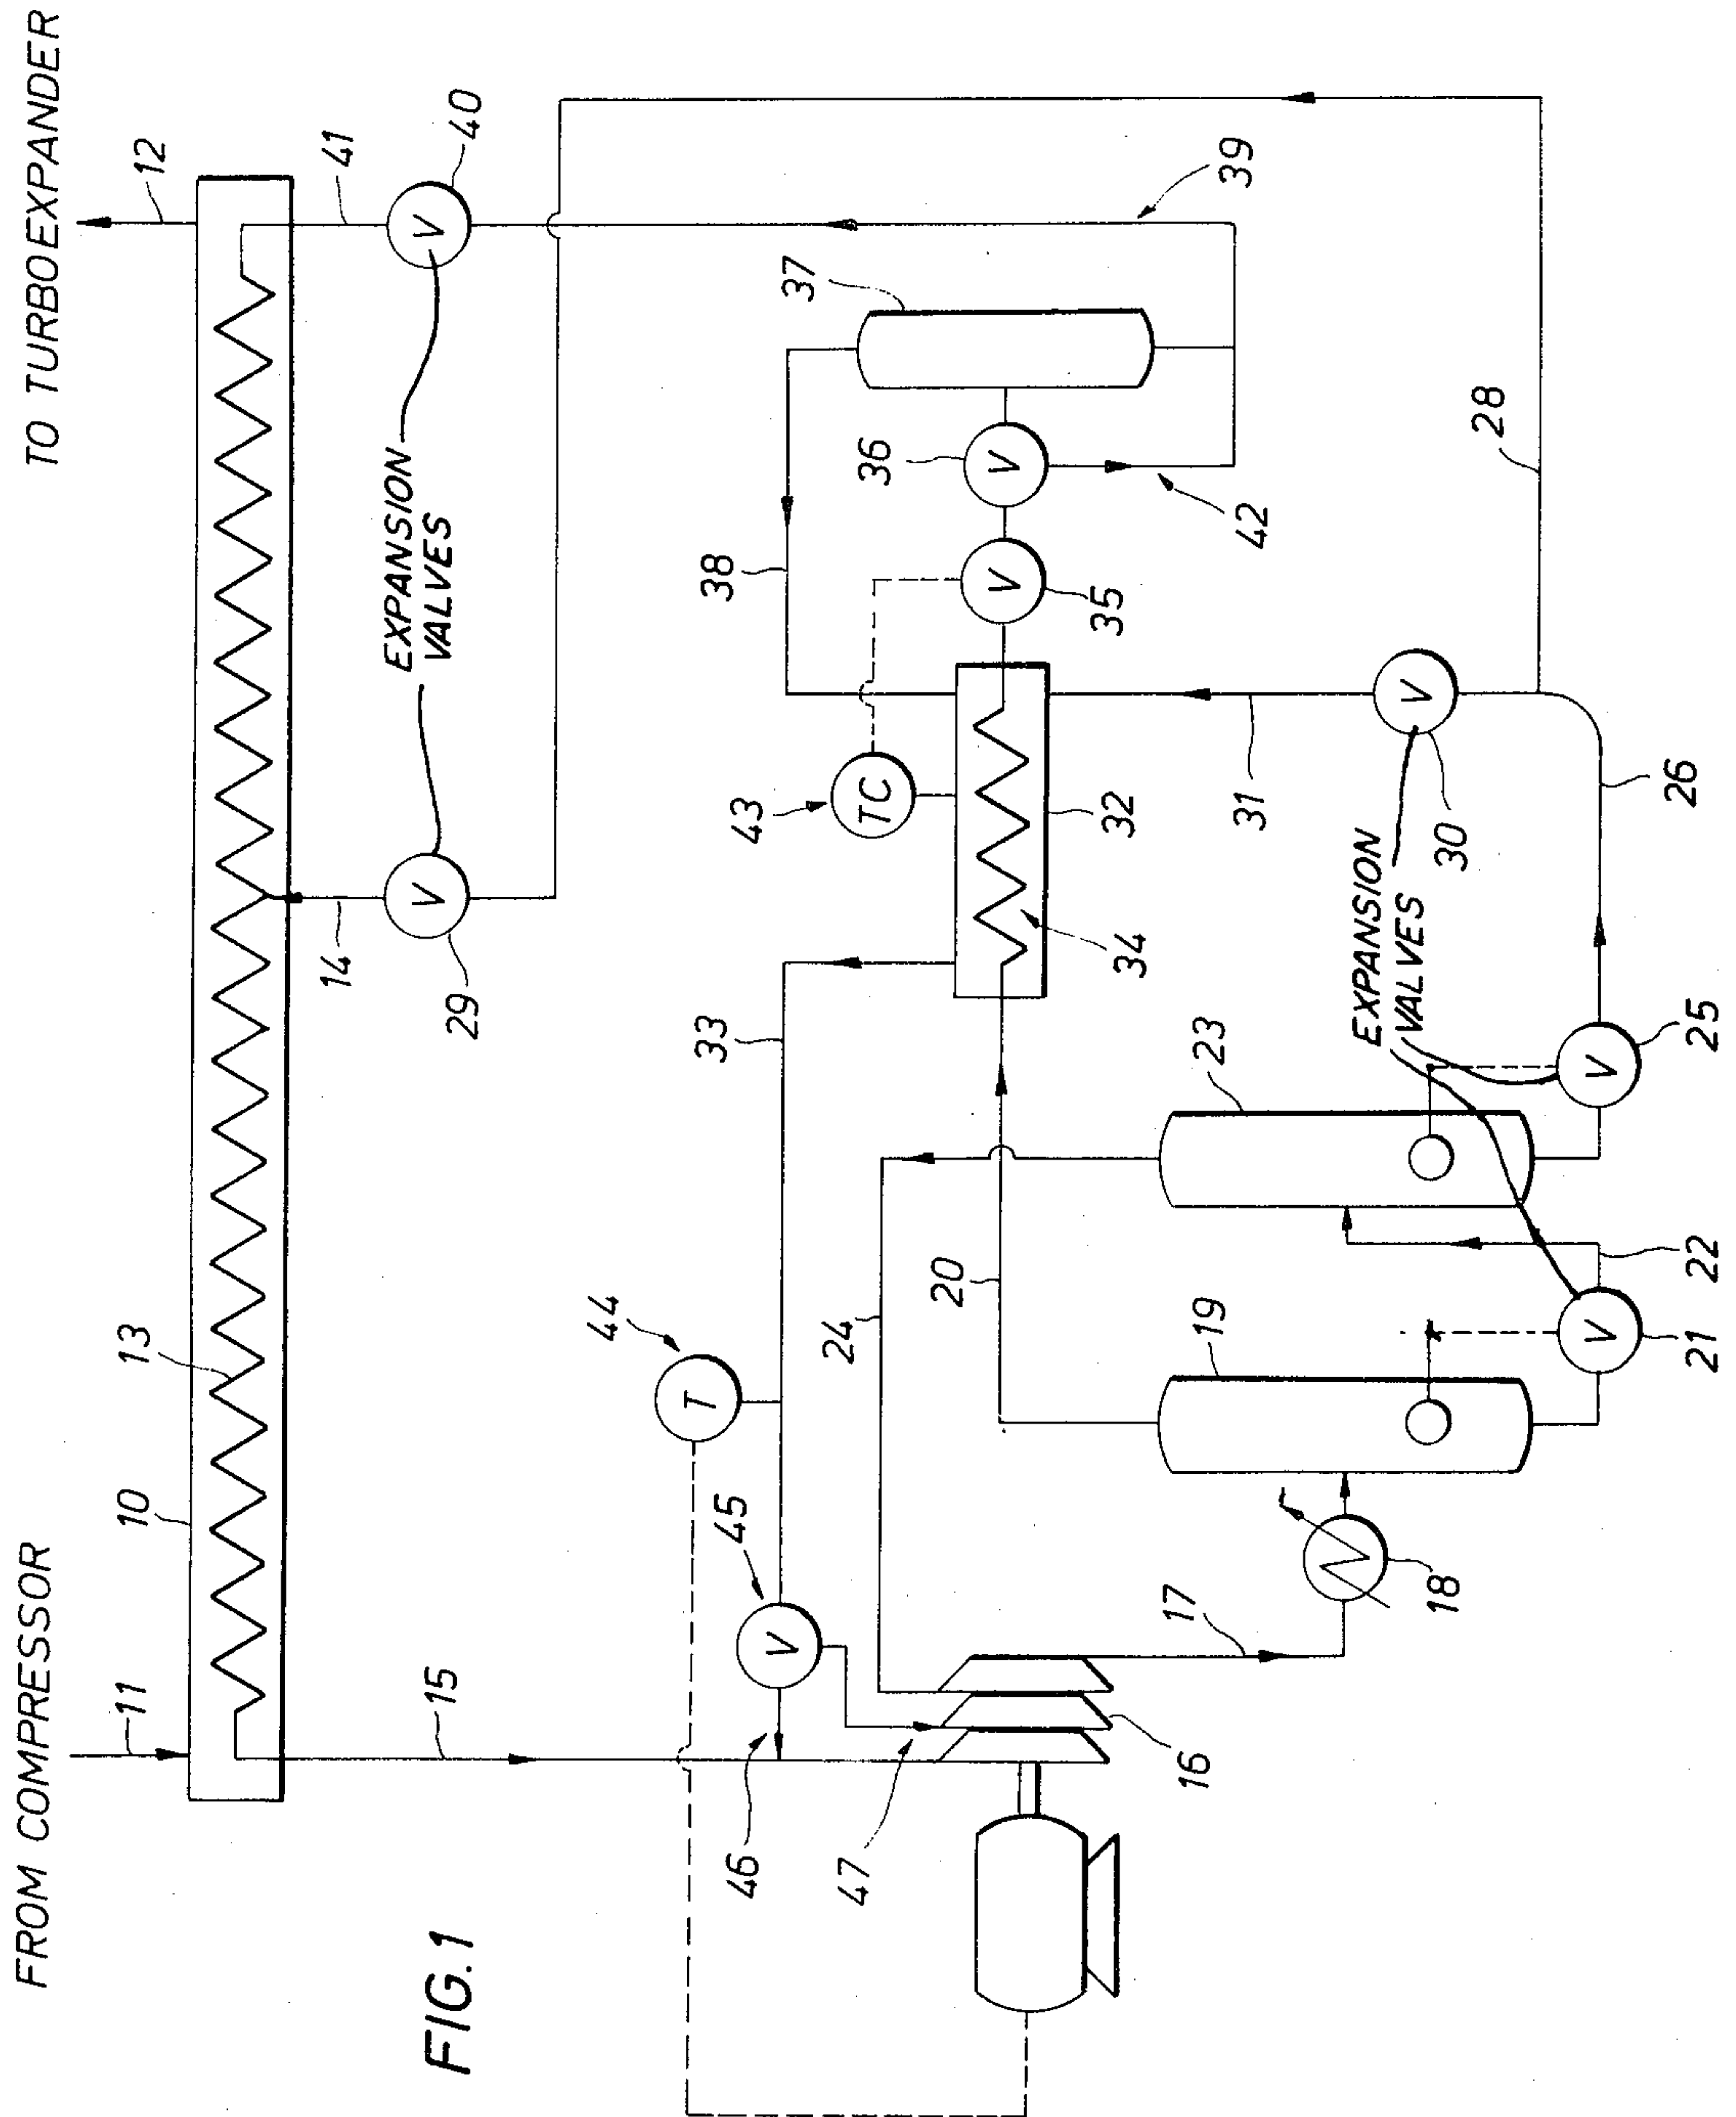 FROM COMPRESSOR
TO TURBOEXPANDER
11
10
13
12
15
14
29
EXPANSION
VALVES
41
40
44
45
46
47
33
43
TC
T
V
V
V
V
V
V
V
V
38
36
35
37
39
42
34
32
31
30
28
26
24
20
23
19
EXPANSION
VALVES
25
22
21
18
17
16
FIG.1